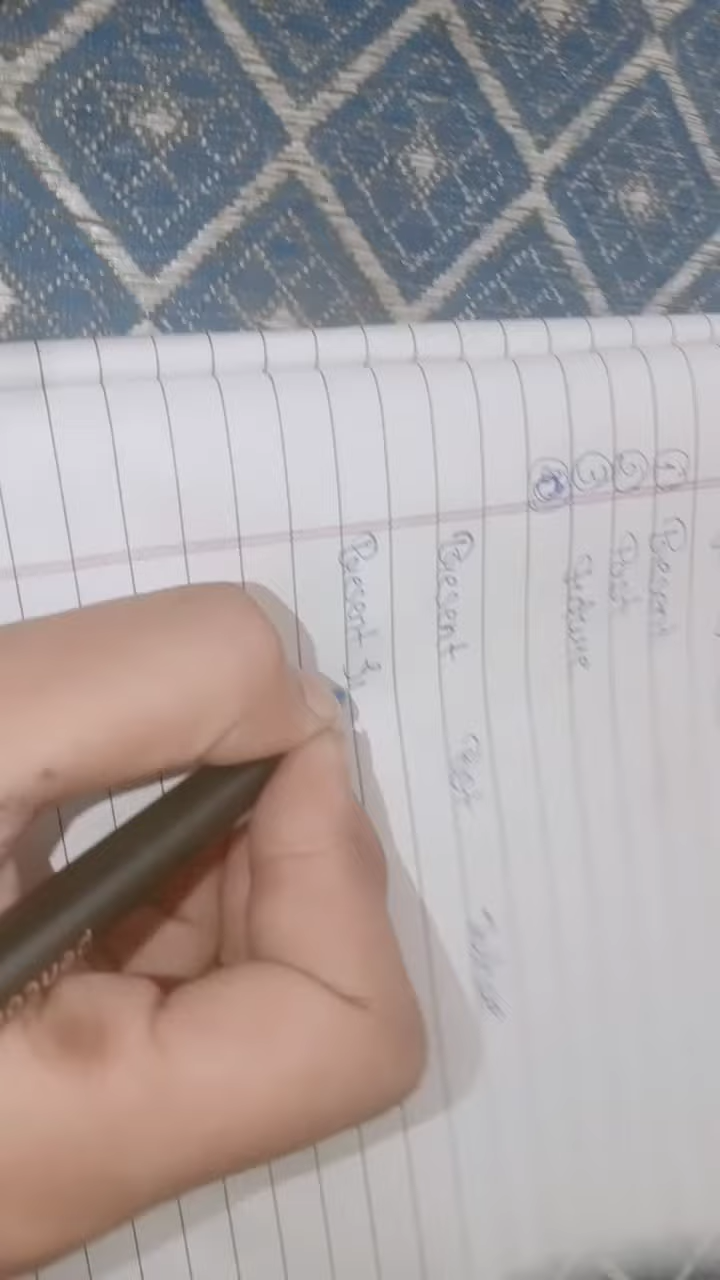 ① Present
② Past
③ Future
④
Present Past Future
Present